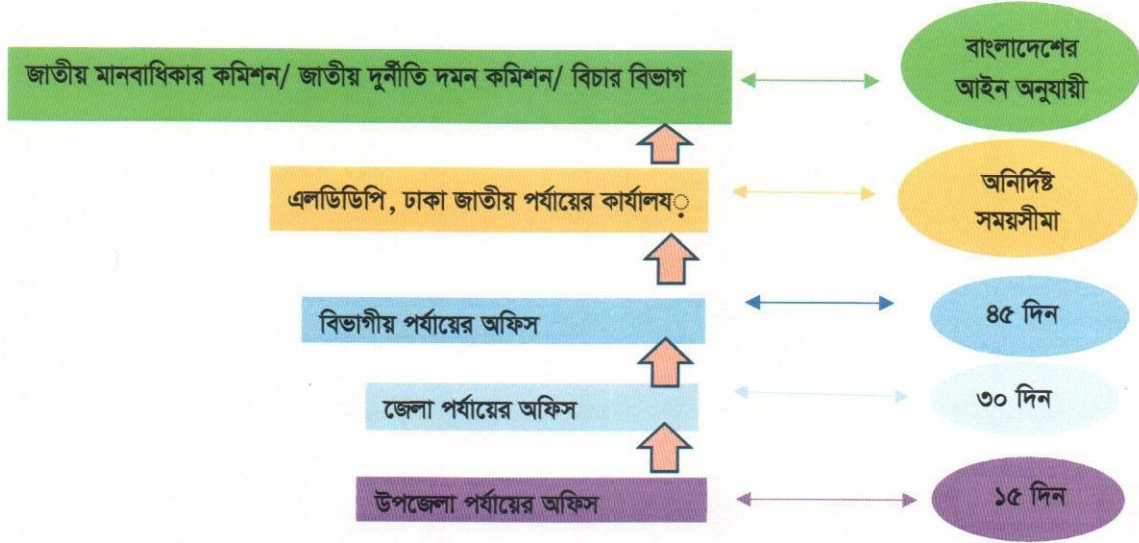 জাতীয় মানবাধিকার কমিশন/ জাতীয় দুর্নীতি দমন কমিশন/ বিচার বিভাগ
বাংলাদেশের
আইন অনুযায়ী
এলডিডিপি, ঢাকা জাতীয় পর্যায়ের কার্যালয়
অনির্দিষ্ট
সময়সীমা
বিভাগীয় পর্যায়ের অফিস
৪৫ দিন
জেলা পর্যায়ের অফিস
৩০ দিন
উপজেলা পর্যায়ের অফিস
১৫ দিন